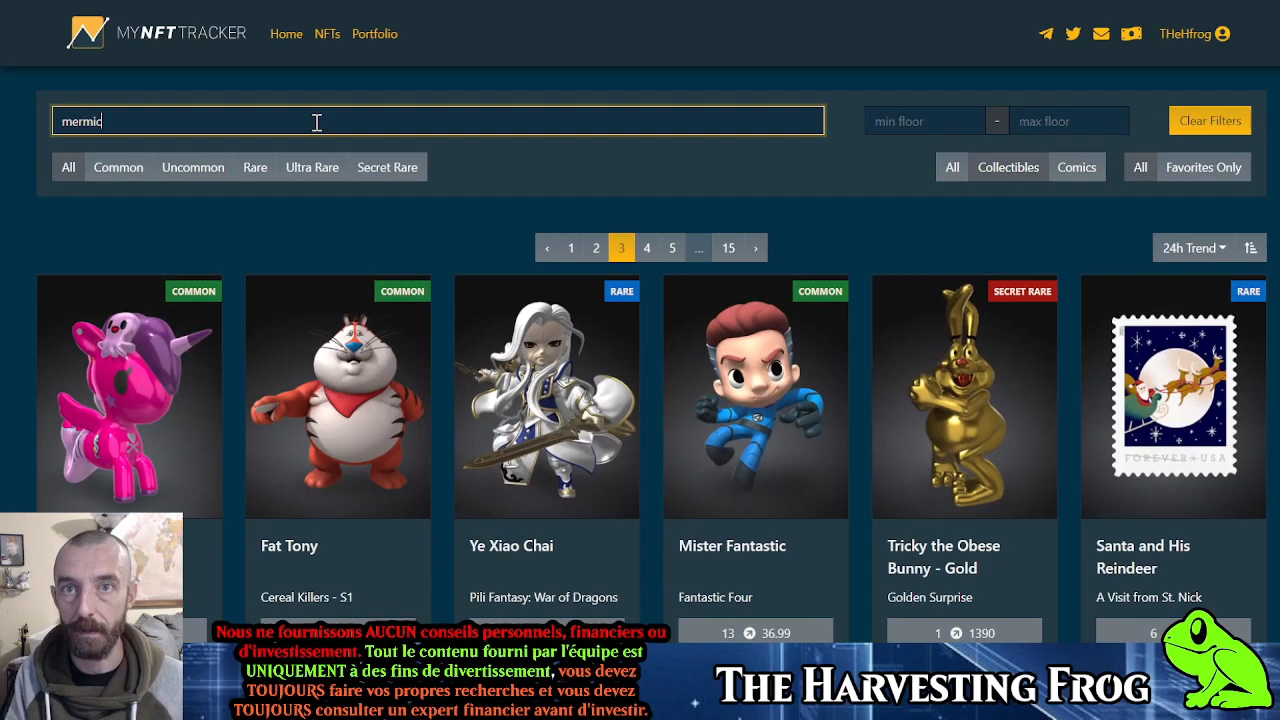 MYNFTTRACKER Home NFTs Portfolio THeHfrog
mermic min floor - max floor Clear Filters
All Common Uncommon Rare Ultra Rare Secret Rare All Collectibles Comics All Favorites Only
‹ 1 2 3 4 5 ... 15 › 24h Trend
COMMON COMMON RARE COMMON SECRET RARE RARE
FOREVER USA
Fat Tony Ye Xiao Chai Mister Fantastic Tricky the Obese Santa and His
Bunny - Gold Reindeer
Cereal Killers - S1 Pili Fantasy: War of Dragons Fantastic Four Golden Surprise A Visit from St. Nick
13 36.99 1 1390 6
Nous ne fournissons AUCUN conseils personnels, financiers ou
d'investissement. Tout le contenu fourni par l'équipe est
UNIQUEMENT à des fins de divertissement, vous devez
TOUJOURS faire vos propres recherches et vous devez
TOUJOURS consulter un expert financier avant d'investir.
The Harvesting Frog